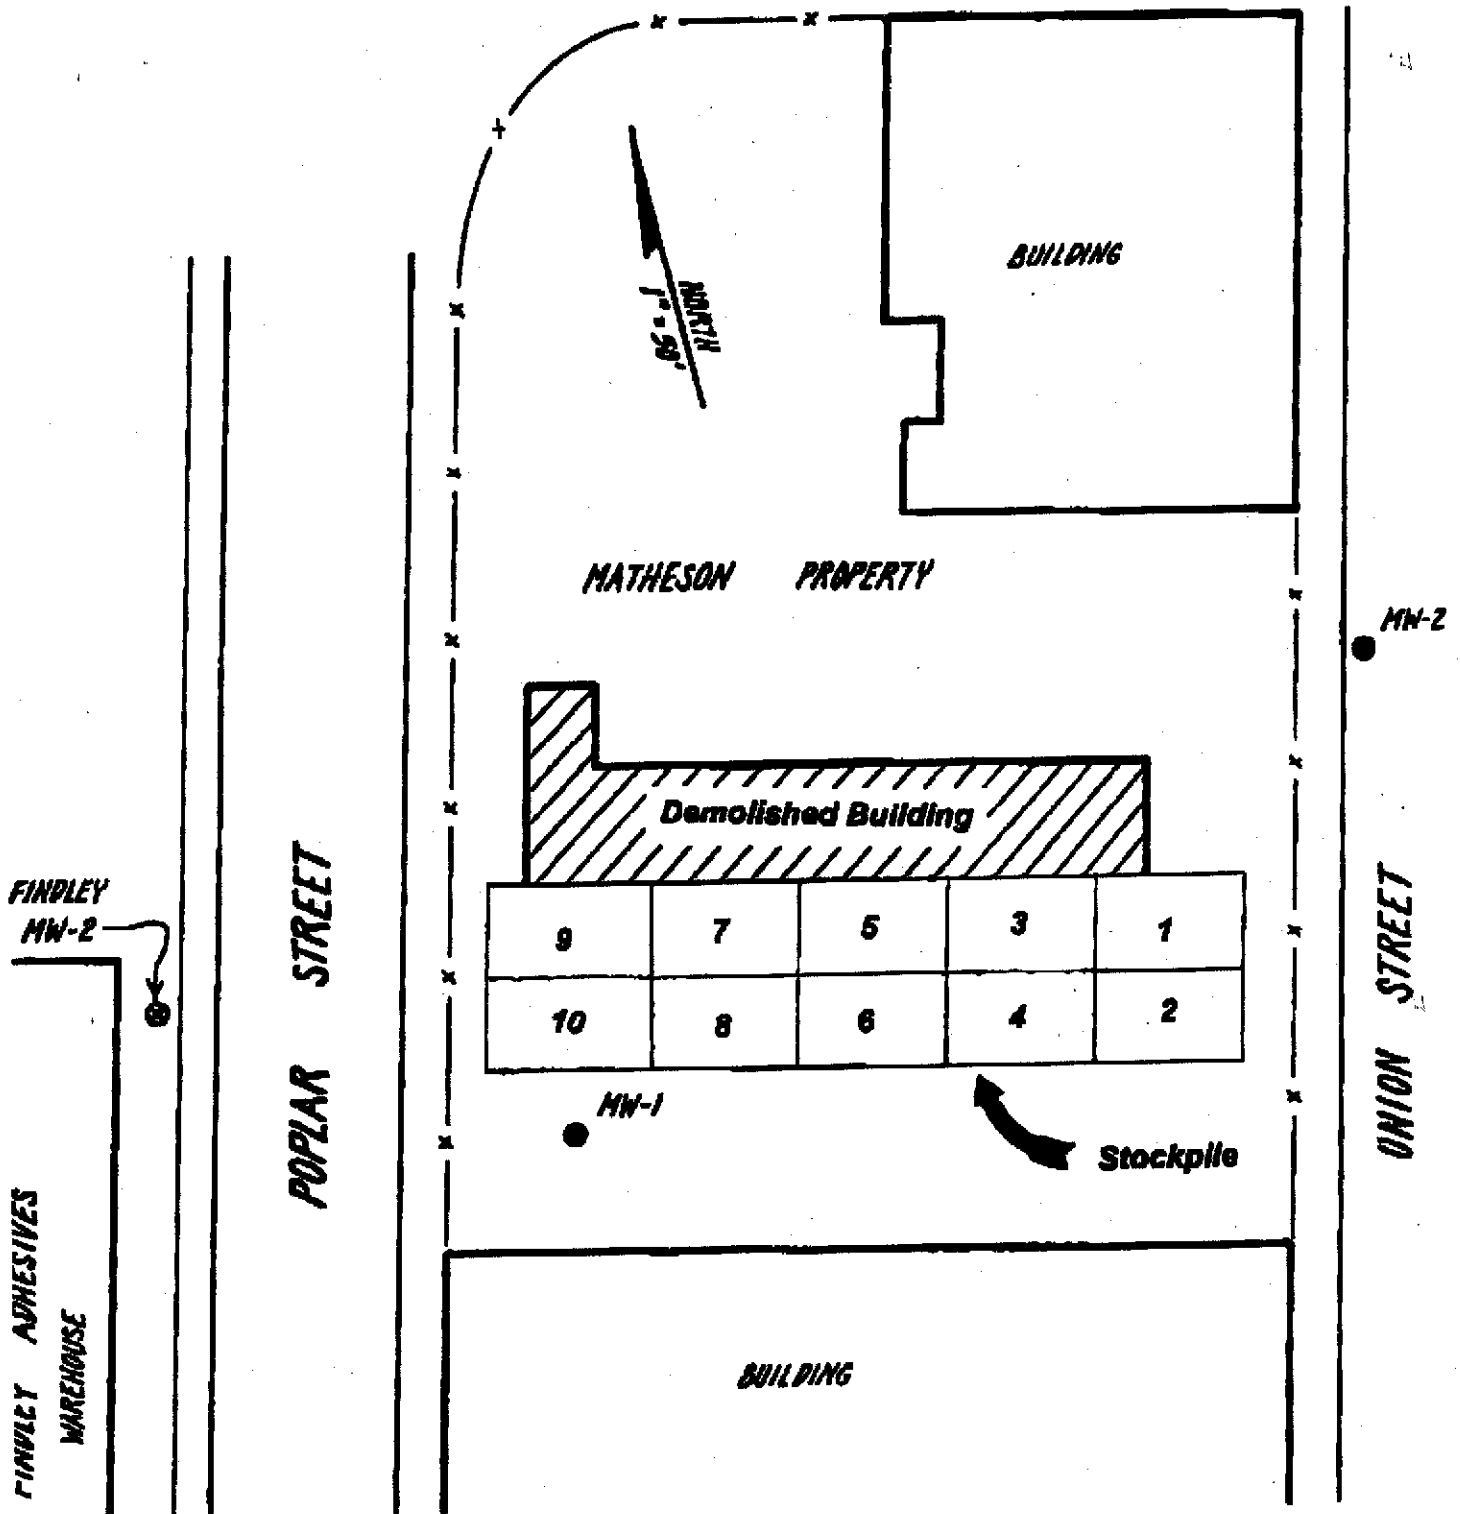 BUILDING
NORTH
1" = 50'
MATHESON PROPERTY
MW-2
Demolished Building
FINDLEY
MW-2
POPLAR STREET
UNION STREET
9 7 5 3 1
10 8 6 4 2
MW-1
Stockpile
FINDLEY ADHESIVES
WAREHOUSE
BUILDING